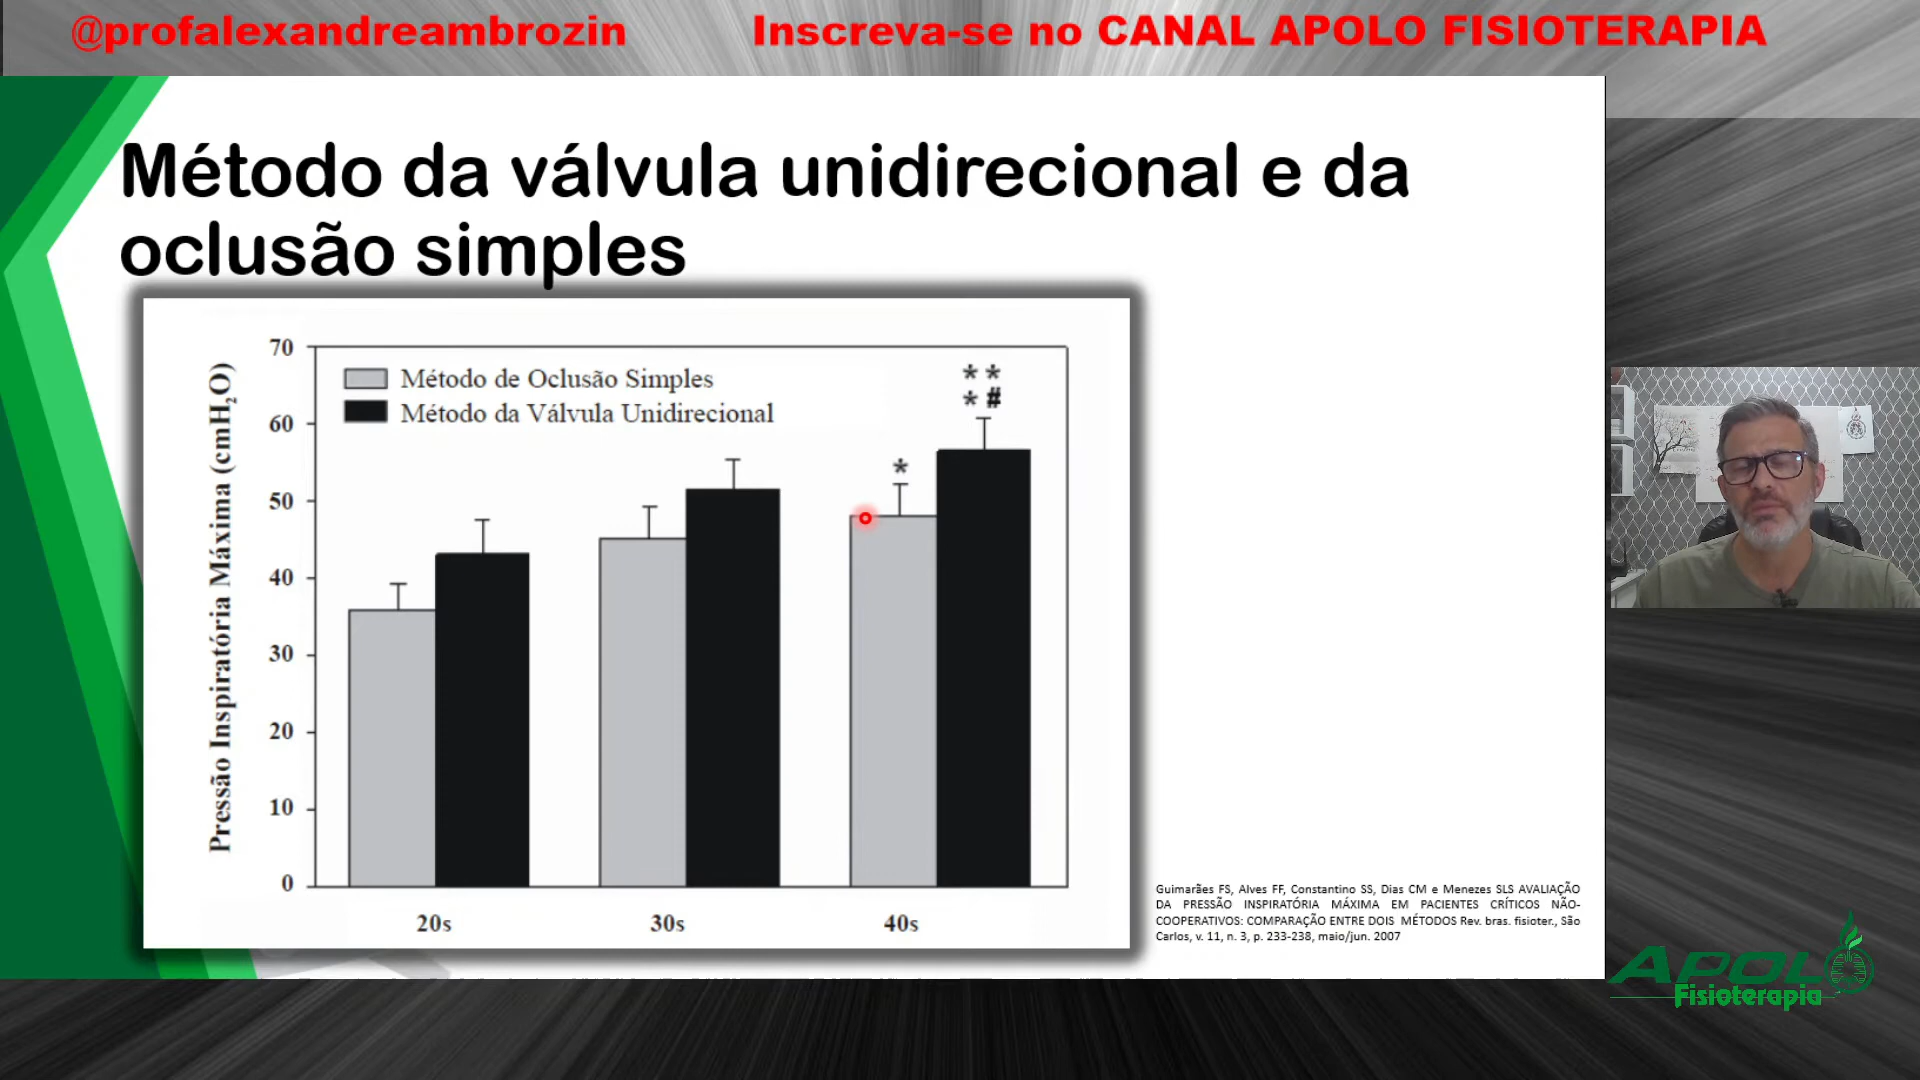 @profalexandreambrozin
Inscreva-se no CANAL APOLO FISIOTERAPIA
Método da válvula unidirecional e da
oclusão simples
Pressão Inspiratória Máxima (cmH₂O)
70
60
50
40
30
20
10
0
Método de Oclusão Simples
Método da Válvula Unidirecional
*
* *
* #
20s
30s
40s
Guimarães FS, Alves FF, Constantino SS, Dias CM e Menezes SLS AVALIAÇÃO
DA PRESSÃO INSPIRATÓRIA MÁXIMA EM PACIENTES CRÍTICOS NÃO-
COOPERATIVOS: COMPARAÇÃO ENTRE DOIS MÉTODOS Rev. bras. fisioter., São
Carlos, v. 11, n. 3, p. 233-238, maio/jun. 2007
APOLO
Fisioterapia